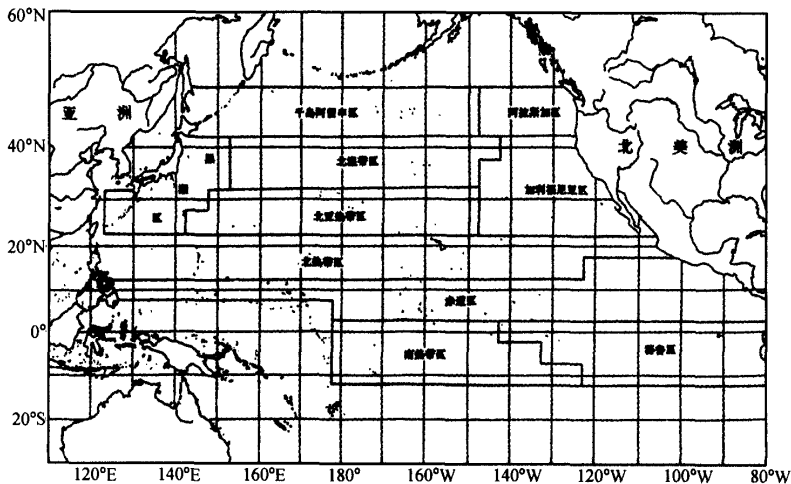 60°N
千岛阿留申区
阿拉斯加区
亚 洲
40°N
北 美 洲
黑
潮
区
北温带区
加利福尼亚区
北亚热带区
20°N
北热带区
赤道区
0°
南热带区
秘鲁区
20°S
120°E 140°E 160°E 180° 160°W 140°W 120°W 100°W 80°W